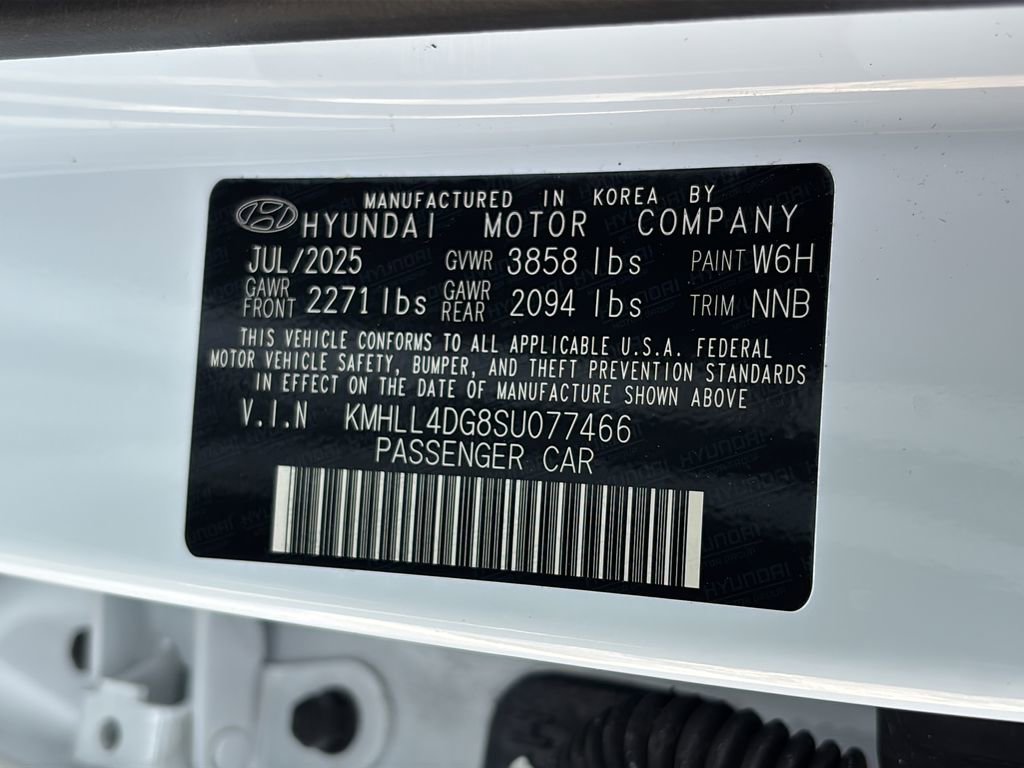 MANUFACTURED IN KOREA BY
HYUNDAI MOTOR COMPANY
JUL/2025 GVWR 3858 lbs PAINT W6H
GAWR FRONT 2271 lbs GAWR REAR 2094 lbs TRIM NNB
THIS VEHICLE CONFORMS TO ALL APPLICABLE U.S.A. FEDERAL
MOTOR VEHICLE SAFETY, BUMPER, AND THEFT PREVENTION STANDARDS
IN EFFECT ON THE DATE OF MANUFACTURE SHOWN ABOVE
V.I.N KMHLL4DG8SU077466
PASSENGER CAR